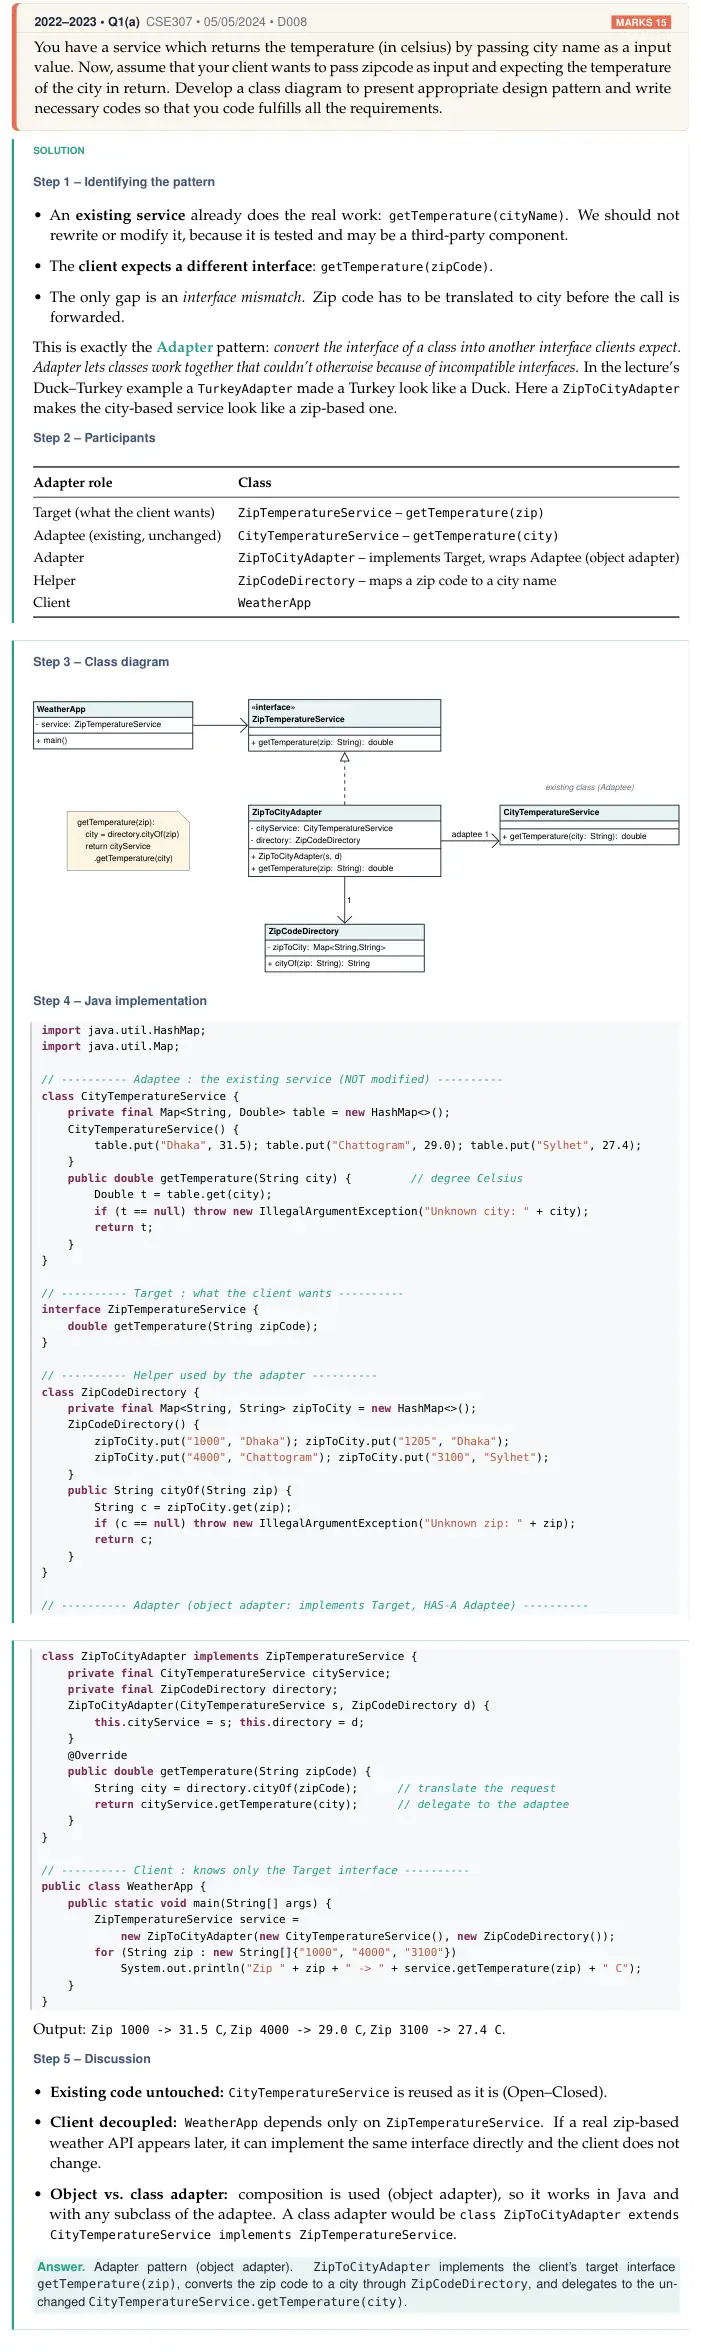 2022–2023 • Q1(a) CSE307 • 05/05/2024 • D008
MARKS 15
You have a service which returns the temperature (in celsius) by passing city name as a input
value. Now, assume that your client wants to pass zipcode as input and expecting the temperature
of the city in return. Develop a class diagram to present appropriate design pattern and write
necessary codes so that you code fulfills all the requirements.
SOLUTION
Step 1 – Identifying the pattern
• An existing service already does the real work: getTemperature(cityName). We should not
rewrite or modify it, because it is tested and may be a third-party component.
• The client expects a different interface: getTemperature(zipCode).
• The only gap is an interface mismatch. Zip code has to be translated to city before the call is
forwarded.
This is exactly the Adapter pattern: convert the interface of a class into another interface clients expect.
Adapter lets classes work together that couldn't otherwise because of incompatible interfaces. In the lecture's
Duck–Turkey example a TurkeyAdapter made a Turkey look like a Duck. Here a ZipToCityAdapter
makes the city-based service look like a zip-based one.
Step 2 – Participants
Adapter role Class
Target (what the client wants) ZipTemperatureService – getTemperature(zip)
Adaptee (existing, unchanged) CityTemperatureService – getTemperature(city)
Adapter ZipToCityAdapter – implements Target, wraps Adaptee (object adapter)
Helper ZipCodeDirectory – maps a zip code to a city name
Client WeatherApp
Step 3 – Class diagram
WeatherApp
- service: ZipTemperatureService
+ main()
«interface»
ZipTemperatureService
+ getTemperature(zip: String): double
existing class (Adaptee)
getTemperature(zip):
city = directory.cityOf(zip)
return cityService
.getTemperature(city)
ZipToCityAdapter
- cityService: CityTemperatureService
- directory: ZipCodeDirectory
+ ZipToCityAdapter(s, d)
+ getTemperature(zip: String): double
adaptee 1
CityTemperatureService
+ getTemperature(city: String): double
1
ZipCodeDirectory
- zipToCity: Map<String,String>
+ cityOf(zip: String): String
Step 4 – Java implementation
import java.util.HashMap;
import java.util.Map;
// ---------- Adaptee : the existing service (NOT modified) ----------
class CityTemperatureService {
private final Map<String, Double> table = new HashMap<>();
CityTemperatureService() {
table.put("Dhaka", 31.5); table.put("Chattogram", 29.0); table.put("Sylhet", 27.4);
}
public double getTemperature(String city) { // degree Celsius
Double t = table.get(city);
if (t == null) throw new IllegalArgumentException("Unknown city: " + city);
return t;
}
}
// ---------- Target : what the client wants ----------
interface ZipTemperatureService {
double getTemperature(String zipCode);
}
// ---------- Helper used by the adapter ----------
class ZipCodeDirectory {
private final Map<String, String> zipToCity = new HashMap<>();
ZipCodeDirectory() {
zipToCity.put("1000", "Dhaka"); zipToCity.put("1205", "Dhaka");
zipToCity.put("4000", "Chattogram"); zipToCity.put("3100", "Sylhet");
}
public String cityOf(String zip) {
String c = zipToCity.get(zip);
if (c == null) throw new IllegalArgumentException("Unknown zip: " + zip);
return c;
}
}
// ---------- Adapter (object adapter: implements Target, HAS-A Adaptee) ----------
class ZipToCityAdapter implements ZipTemperatureService {
private final CityTemperatureService cityService;
private final ZipCodeDirectory directory;
ZipToCityAdapter(CityTemperatureService s, ZipCodeDirectory d) {
this.cityService = s; this.directory = d;
}
@Override
public double getTemperature(String zipCode) {
String city = directory.cityOf(zipCode); // translate the request
return cityService.getTemperature(city); // delegate to the adaptee
}
}
// ---------- Client : knows only the Target interface ----------
public class WeatherApp {
public static void main(String[] args) {
ZipTemperatureService service =
new ZipToCityAdapter(new CityTemperatureService(), new ZipCodeDirectory());
for (String zip : new String[]{"1000", "4000", "3100"})
System.out.println("Zip " + zip + " -> " + service.getTemperature(zip) + " C");
}
}
Output: Zip 1000 -> 31.5 C, Zip 4000 -> 29.0 C, Zip 3100 -> 27.4 C.
Step 5 – Discussion
• Existing code untouched: CityTemperatureService is reused as it is (Open–Closed).
• Client decoupled: WeatherApp depends only on ZipTemperatureService. If a real zip-based
weather API appears later, it can implement the same interface directly and the client does not
change.
• Object vs. class adapter: composition is used (object adapter), so it works in Java and
with any subclass of the adaptee. A class adapter would be class ZipToCityAdapter extends
CityTemperatureService implements ZipTemperatureService.
Answer. Adapter pattern (object adapter). ZipToCityAdapter implements the client's target interface
getTemperature(zip), converts the zip code to a city through ZipCodeDirectory, and delegates to the un-
changed CityTemperatureService.getTemperature(city).